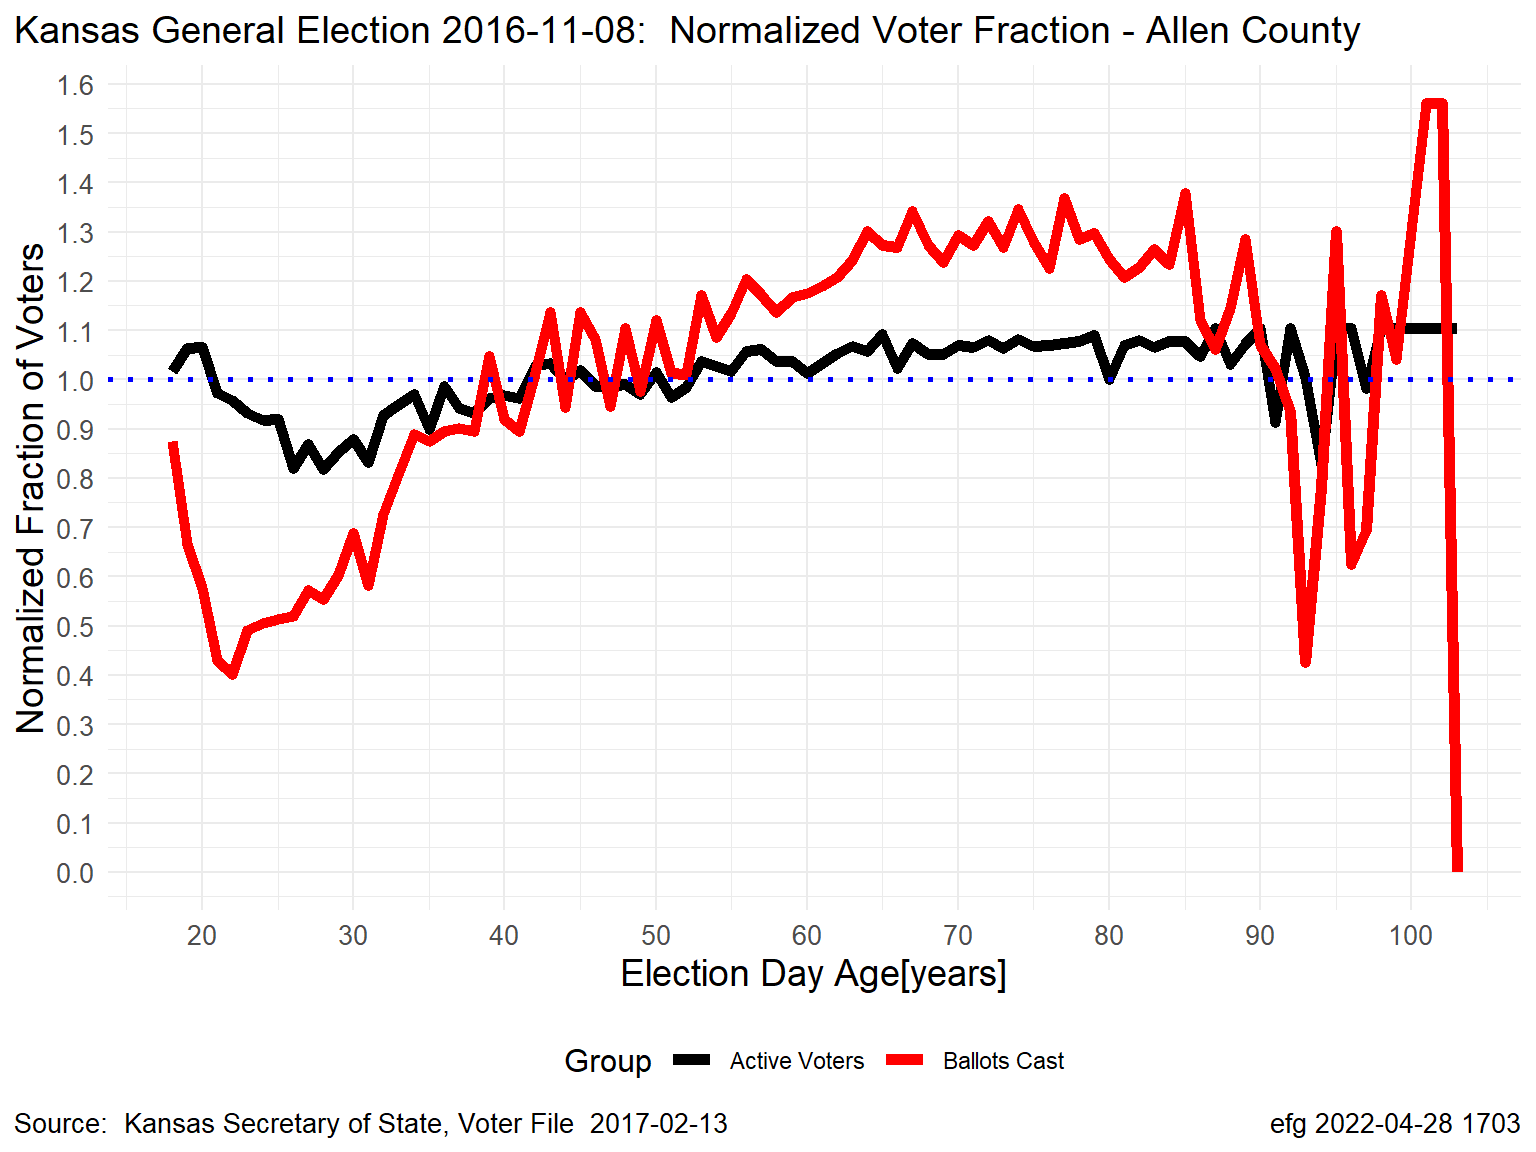 Kansas General Election 2016-11-08:  Normalized Voter Fraction - Allen County
Normalized Fraction of Voters
1.6
1.5
1.4
1.3
1.2
1.1
1.0
0.9
0.8
0.7
0.6
0.5
0.4
0.3
0.2
0.1
0.0
20 30 40 50 60 70 80 90 100
Election Day Age[years]
Group Active Voters Ballots Cast
Source:  Kansas Secretary of State, Voter File  2017-02-13 efg 2022-04-28 1703